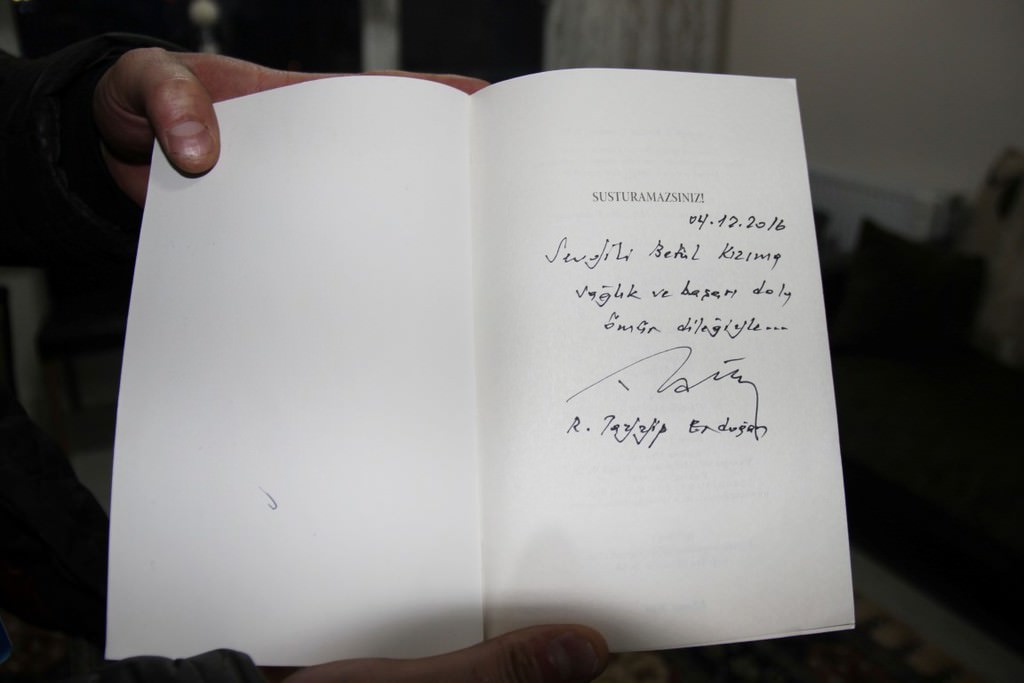 SUSTURAMAZSINIZ!
04.12.2016
Sevgili Betül Kızıma
sağlık ve başarı dolu
ömür dileğiyle...
R. Tayyip Erdoğan